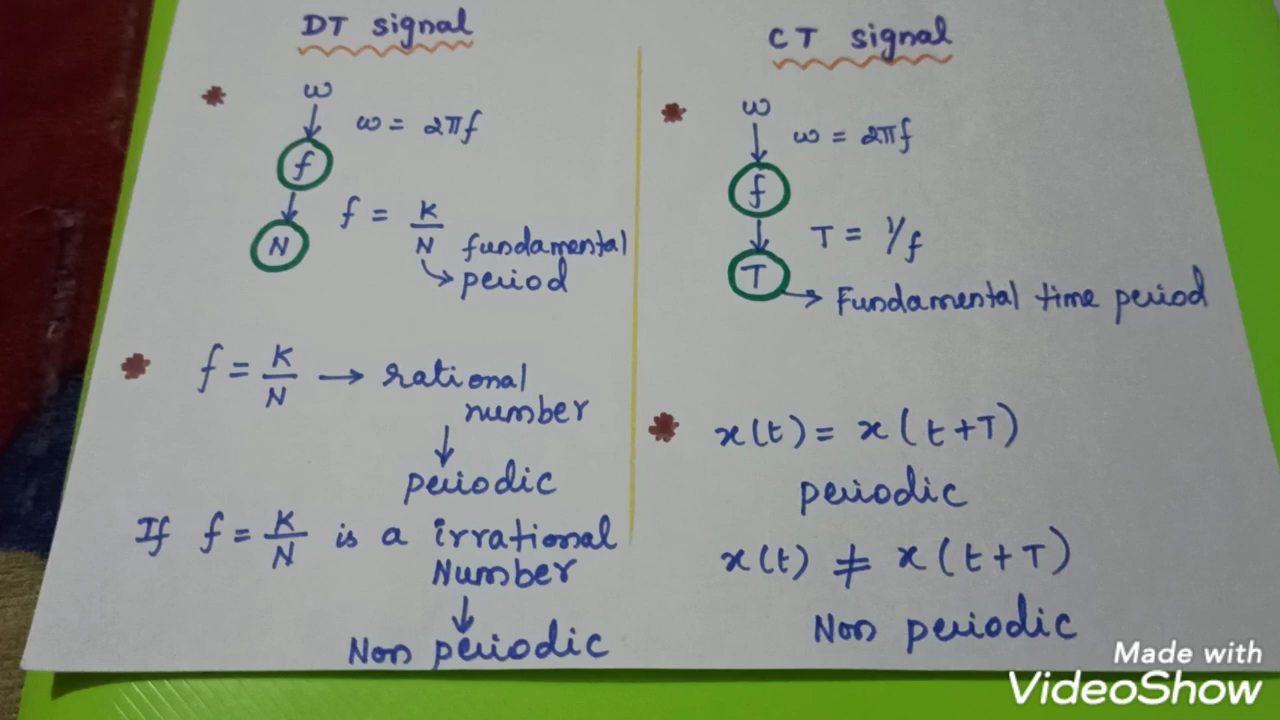 DT signal
ω
ω = 2πf
f
f = K/N
N
fundamental
period
f = K/N → rational
number
periodic
If f = K/N is a irrational
Number
Non periodic
CT signal
ω
ω = 2πf
f
T = 1/f
T
→ Fundamental time period
x(t) = x(t+T)
periodic
x(t) ≠ x(t+T)
Non periodic
Made with
VideoShow